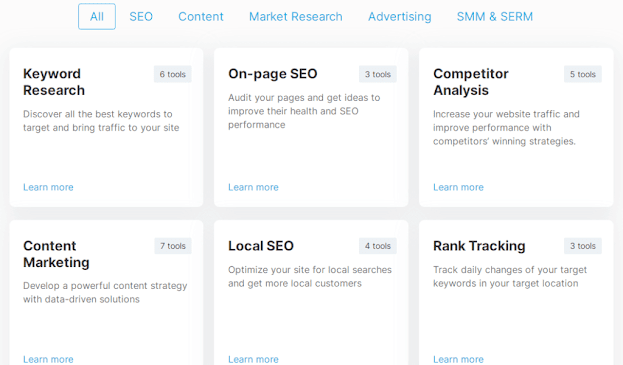 All SEO Content Market Research Advertising SMM & SERM
Keyword
Research
6 tools
Discover all the best keywords to
target and bring traffic to your site
Learn more
On-page SEO
3 tools
Audit your pages and get ideas to
improve their health and SEO
performance
Learn more
Competitor
Analysis
5 tools
Increase your website traffic and
improve performance with
competitors' winning strategies.
Learn more
Content
Marketing
7 tools
Develop a powerful content strategy
with data-driven solutions
Learn more
Local SEO
4 tools
Optimize your site for local searches
and get more local customers
Learn more
Rank Tracking
3 tools
Track daily changes of your target
keywords in your target location
Learn more